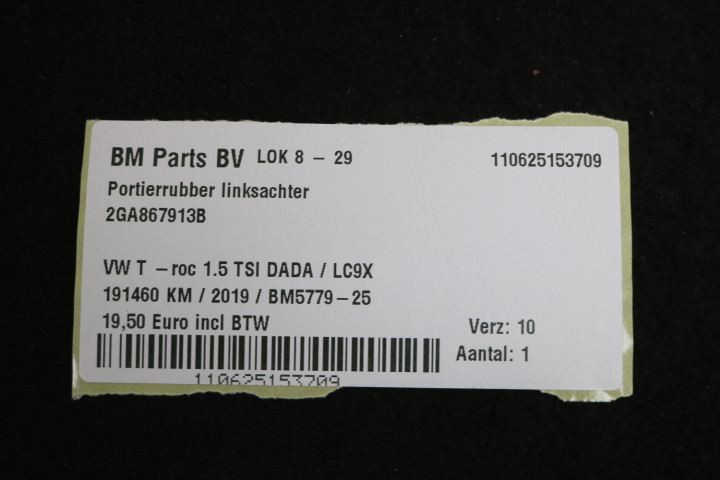 BM Parts BV LOK 8 – 29 110625153709
Portierrubber linksachter
2GA867913B
VW T –roc 1.5 TSI DADA / LC9X
191460 KM / 2019 / BM5779–25
19,50 Euro incl BTW Verz: 10
Aantal: 1
110625153709